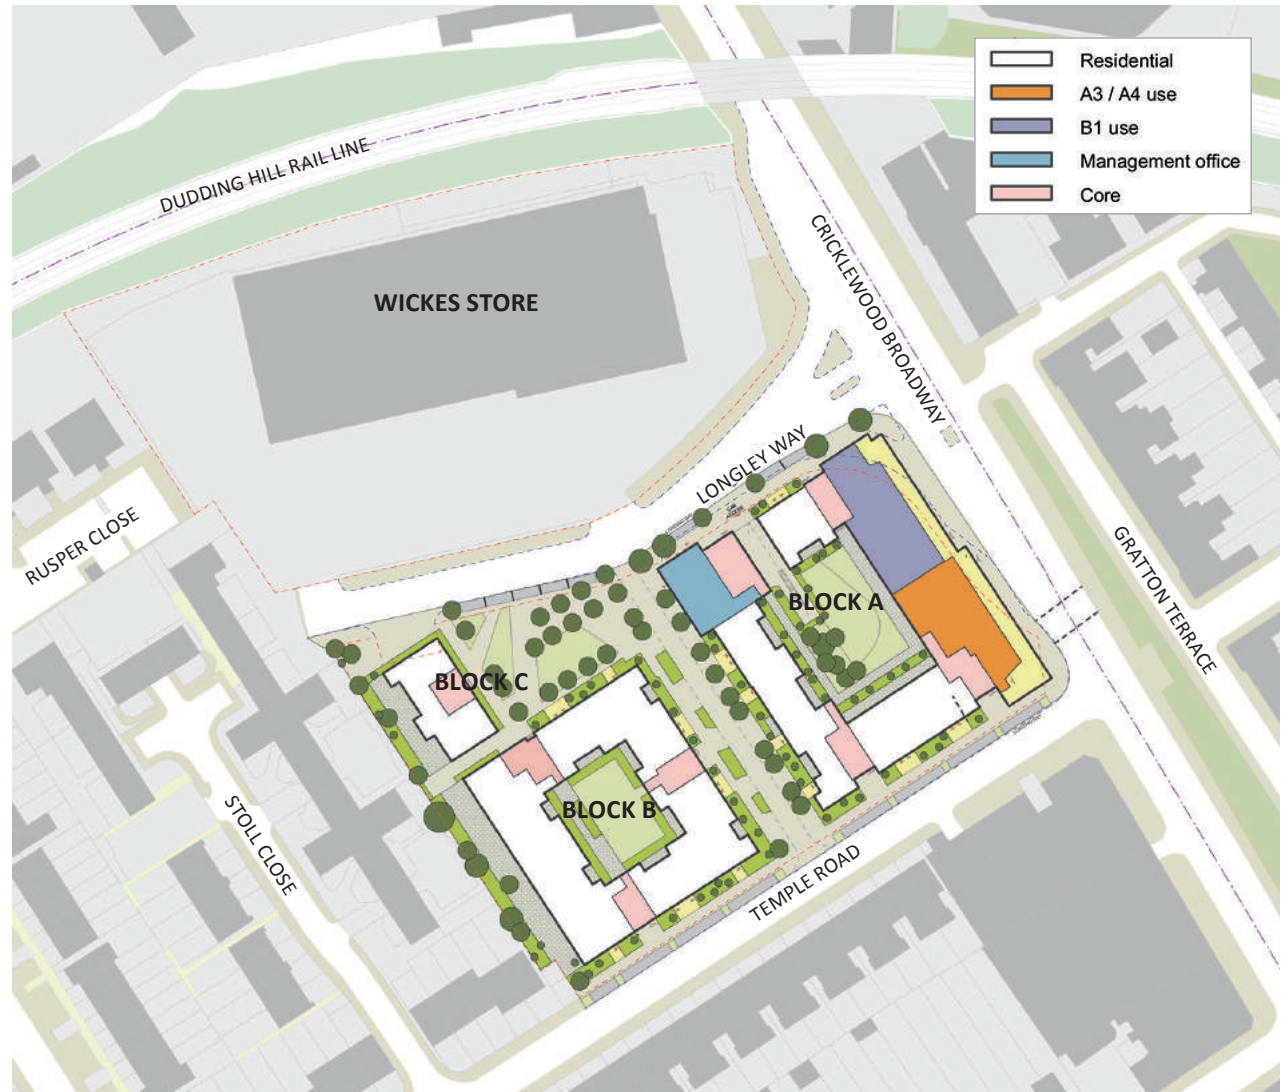 Residential
A3 / A4 use
B1 use
Management office
Core
DUDDING HILL RAIL LINE
CRICKLEWOOD BROADWAY
WICKES STORE
LONGLEY WAY
RUSPER CLOSE
GRATTON TERRACE
BLOCK A
BLOCK C
BLOCK B
STOLL CLOSE
TEMPLE ROAD